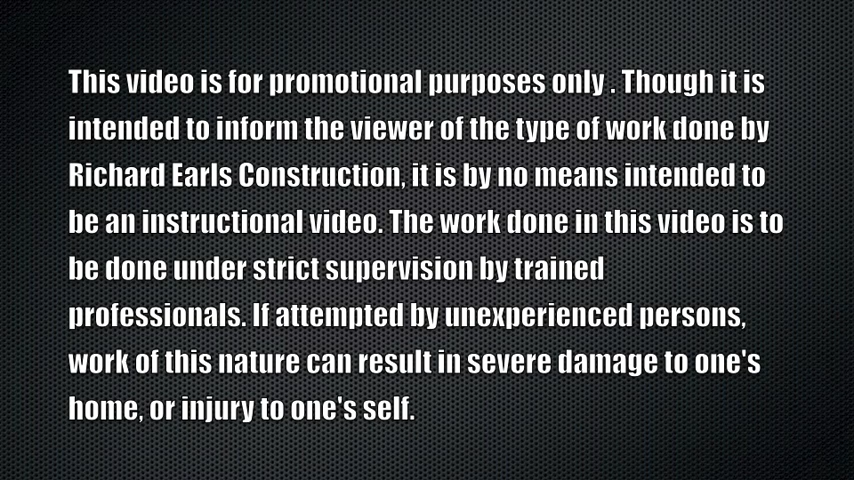 This video is for promotional purposes only . Though it is
intended to inform the viewer of the type of work done by
Richard Earls Construction, it is by no means intended to
be an instructional video. The work done in this video is to
be done under strict supervision by trained
professionals. If attempted by unexperienced persons,
work of this nature can result in severe damage to one's
home, or injury to one's self.